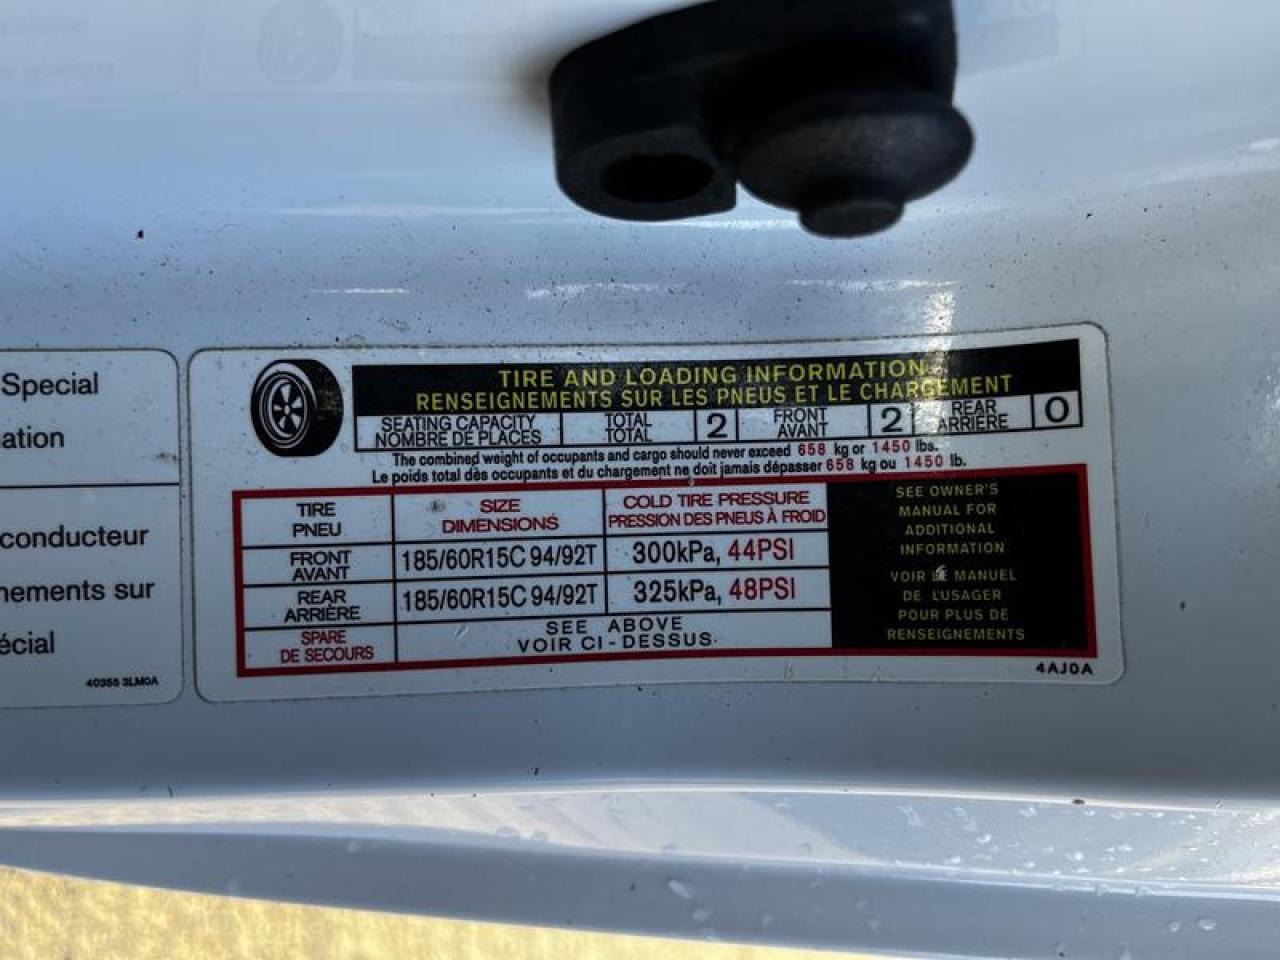 Special
ation
conducteur
nements sur
écial
40355 3LM0A
TIRE AND LOADING INFORMATION
RENSEIGNEMENTS SUR LES PNEUS ET LE CHARGEMENT
SEATING CAPACITY TOTAL 2 FRONT 2 REAR 0
NOMBRE DE PLACES TOTAL AVANT ARRIÈRE
The combined weight of occupants and cargo should never exceed 658 kg or 1450 lbs.
Le poids total dès occupants et du chargement ne doit jamais dépasser 658 kg ou 1450 lb.
TIRE SIZE COLD TIRE PRESSURE
PNEU DIMENSIONS PRESSION DES PNEUS À FROID
FRONT
AVANT 185/60R15C 94/92T 300kPa, 44PSI
REAR
ARRIÈRE 185/60R15C 94/92T 325kPa, 48PSI
SPARE SEE ABOVE
DE SECOURS VOIR CI-DESSUS
SEE OWNER'S
MANUAL FOR
ADDITIONAL
INFORMATION
VOIR LE MANUEL
DE L'USAGER
POUR PLUS DE
RENSEIGNEMENTS
4AJ0A